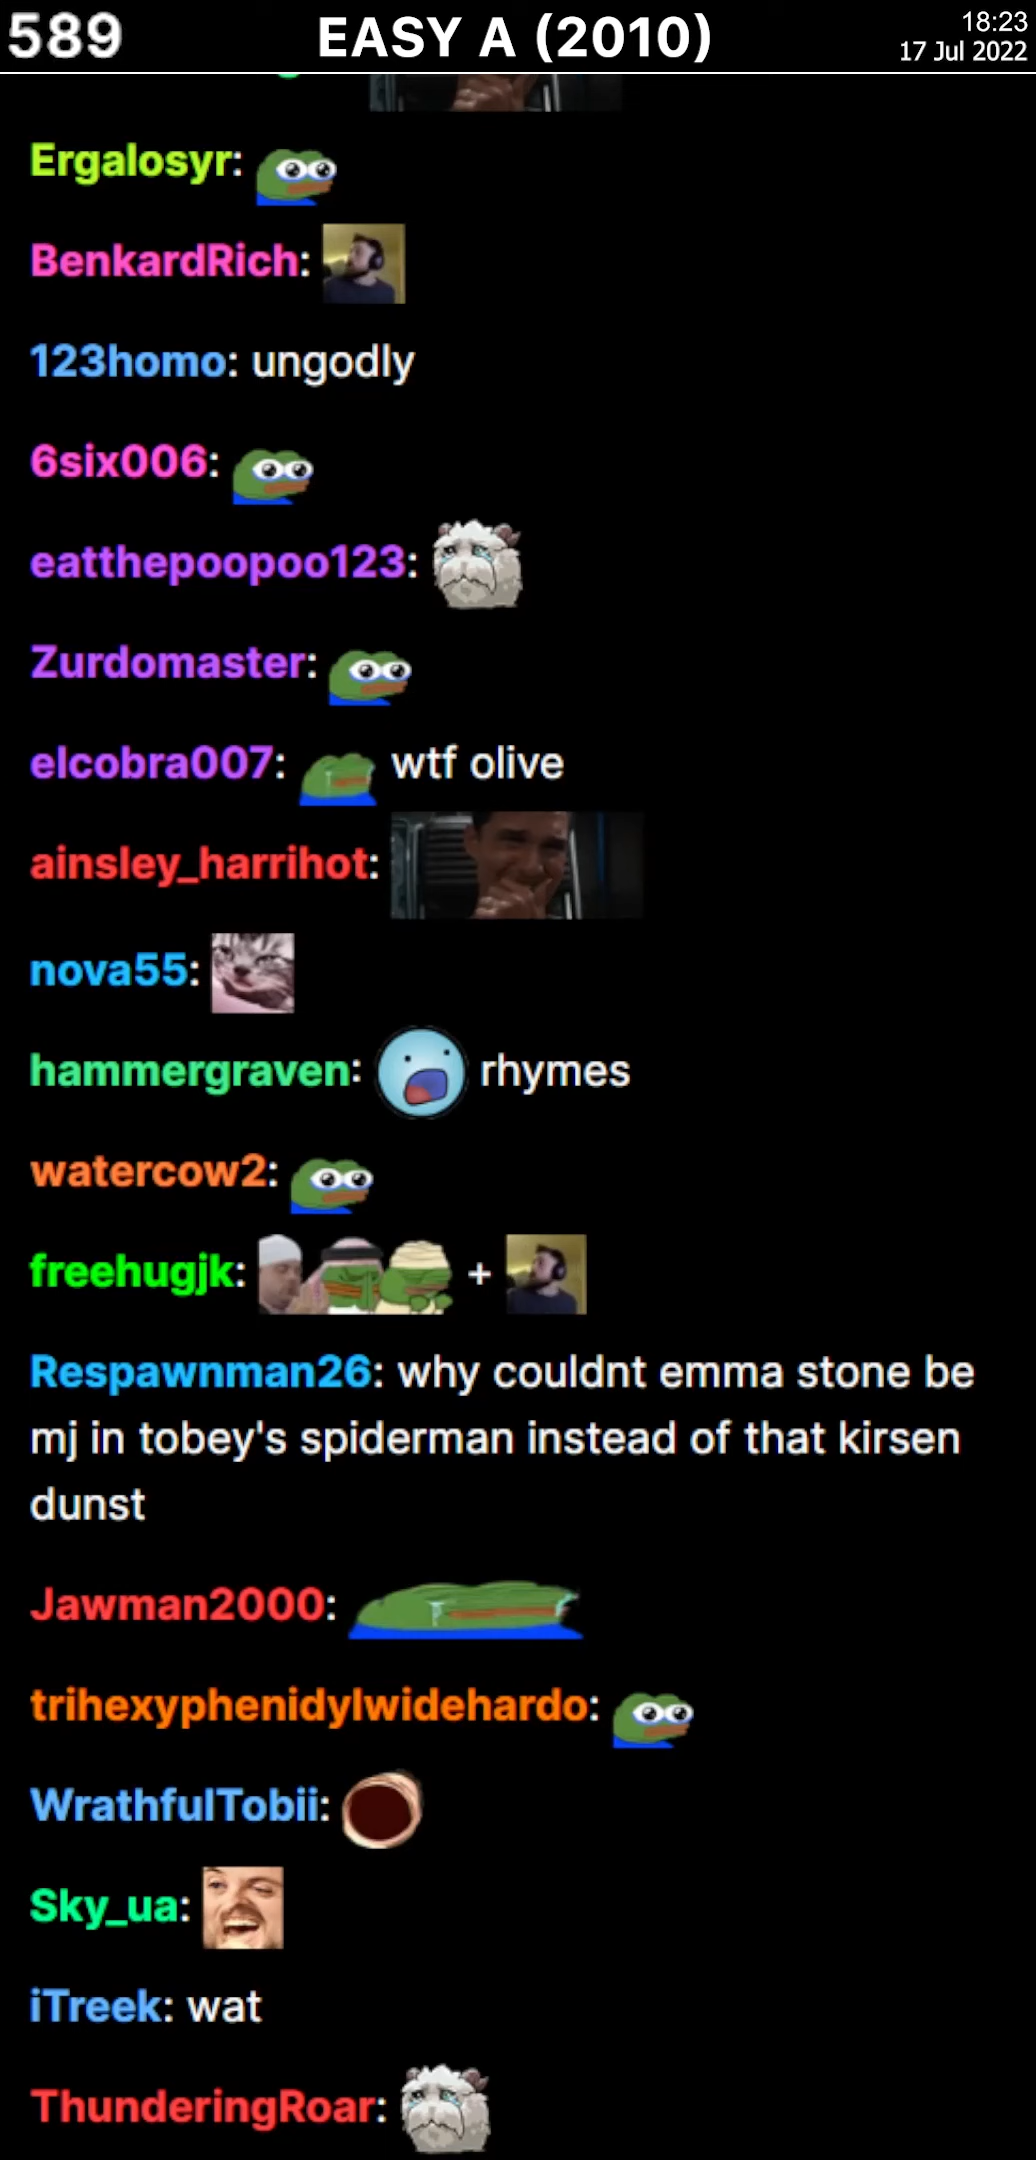 589
EASY A (2010)
18:23
17 Jul 2022
Ergalosyr:
BenkardRich:
123homo: ungodly
6six006:
eatthepoopoo123:
Zurdomaster:
elcobra007: wtf olive
ainsley_harrihot:
nova55:
hammergraven: rhymes
watercow2:
freehugjk: +
Respawnman26: why couldnt emma stone be
mj in tobey's spiderman instead of that kirsen
dunst
Jawman2000:
trihexyphenidylwidehardo:
WrathfulTobii:
Sky_ua:
iTreek: wat
ThunderingRoar: